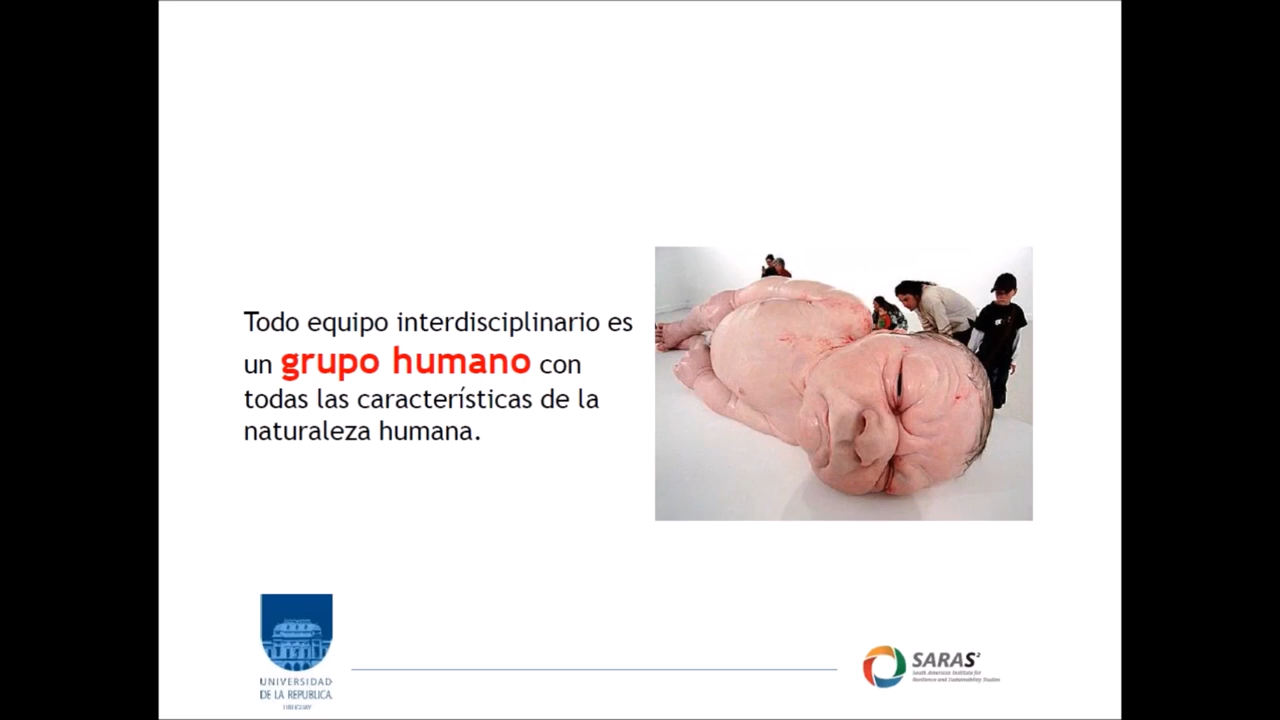 Todo equipo interdisciplinario es
un grupo humano con
todas las características de la
naturaleza humana.
UNIVERSIDAD
DE LA REPUBLICA
URUGUAY
SARAS²
South American Institute for
Resilience and Sustainability Studies